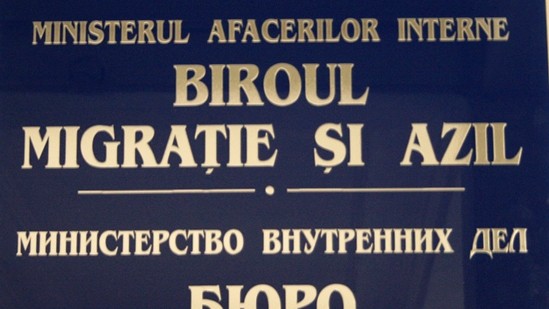 MINISTERUL AFACERILOR INTERNE
BIROUL
MIGRAȚIE ȘI AZIL
МИНИСТЕРСТВО ВНУТРЕННИХ ДЕЛ
БЮРО